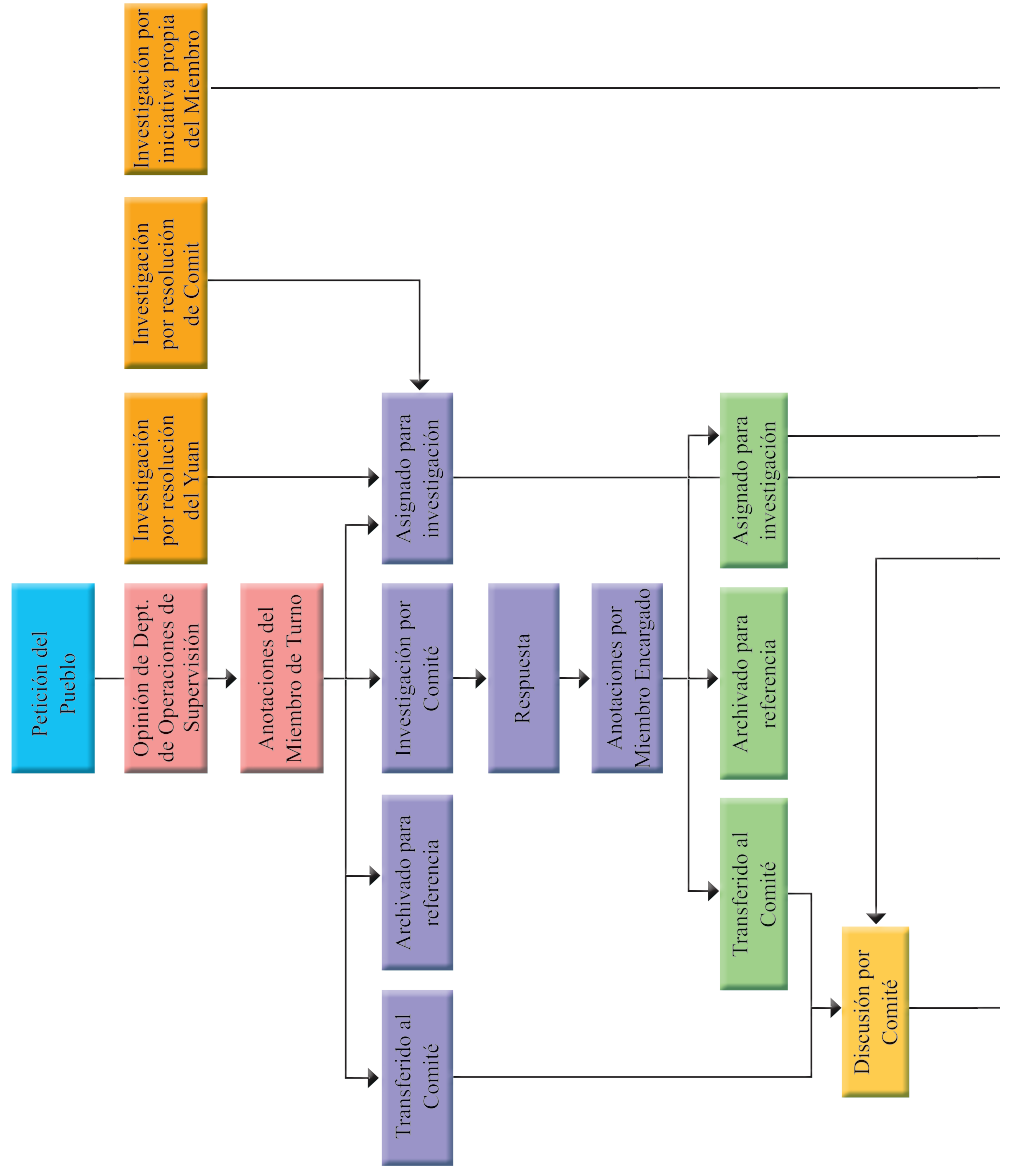 Petición del
Pueblo
Opinión de Dept.
de Operaciones de
Supervisión
Investigación
por resolución
del Yuan
Investigación
por resolución
de Comit
Investigación por
iniciativa propia
del Miembro
Anotaciones del
Miembro de Turno
Transferido al
Comité
Archivado para
referencia
Investigación por
Comité
Asignado para
investigación
Respuesta
Anotaciones por
Miembro Encargado
Transferido al
Comité
Archivado para
referencia
Asignado para
investigación
Discusión por
Comité